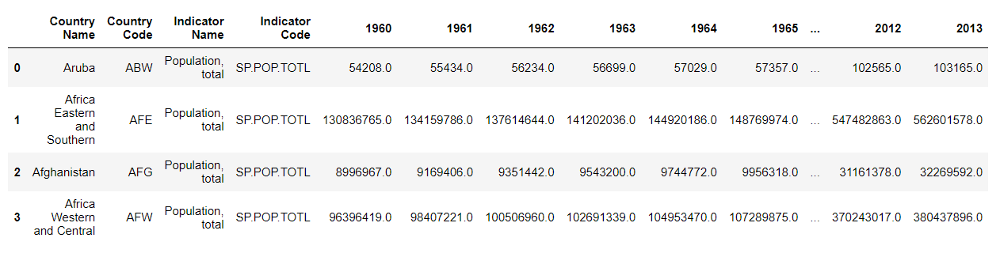 Country Name Country Code Indicator Name Indicator Code 1960 1961 1962 1963 1964 1965 ... 2012 2013
0 Aruba ABW Population, total SP.POP.TOTL 54208.0 55434.0 56234.0 56699.0 57029.0 57357.0 ... 102565.0 103165.0
1 Africa Eastern and Southern AFE Population, total SP.POP.TOTL 130836765.0 134159786.0 137614644.0 141202036.0 144920186.0 148769974.0 ... 547482863.0 562601578.0
2 Afghanistan AFG Population, total SP.POP.TOTL 8996967.0 9169406.0 9351442.0 9543200.0 9744772.0 9956318.0 ... 31161378.0 32269592.0
3 Africa Western and Central AFW Population, total SP.POP.TOTL 96396419.0 98407221.0 100506960.0 102691339.0 104953470.0 107289875.0 ... 370243017.0 380437896.0